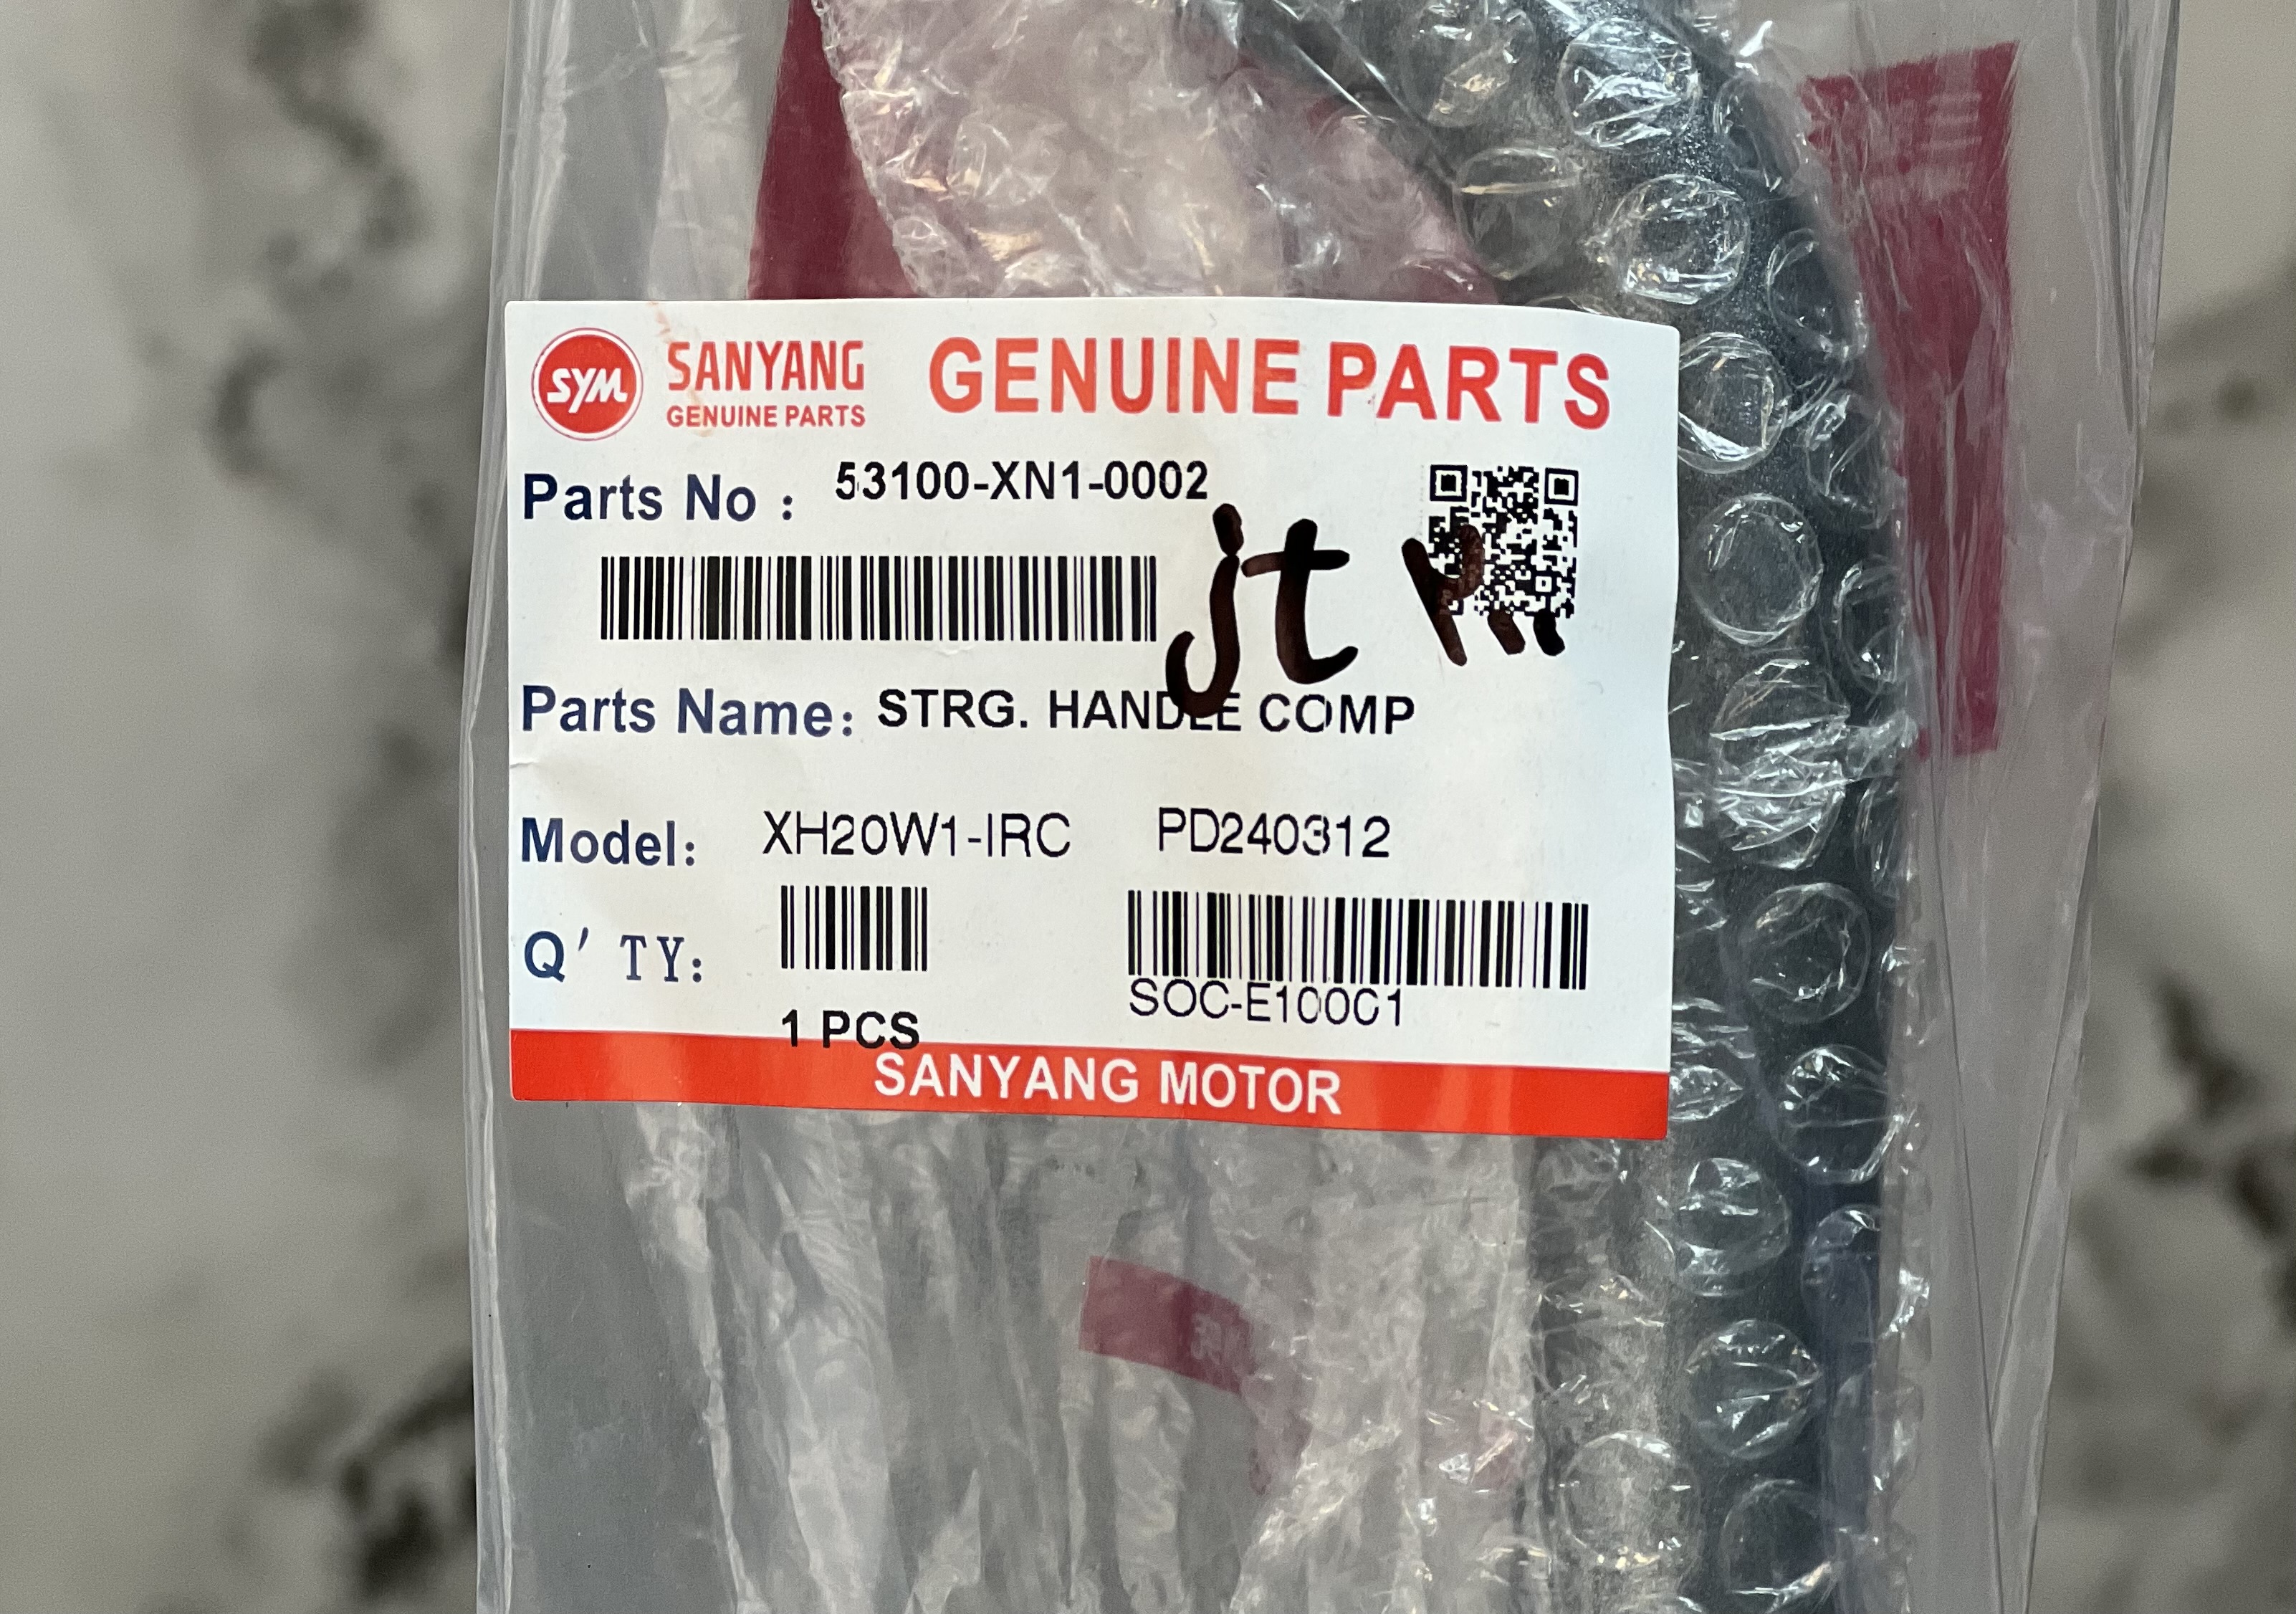 SYM SANYANG GENUINE PARTS
GENUINE PARTS
Parts No : 53100-XN1-0002
jt
Parts Name: STRG. HANDLE COMP
Model: XH20W1-IRC PD240312
Q' TY:
1 PCS
SOC-E10001
SANYANG MOTOR